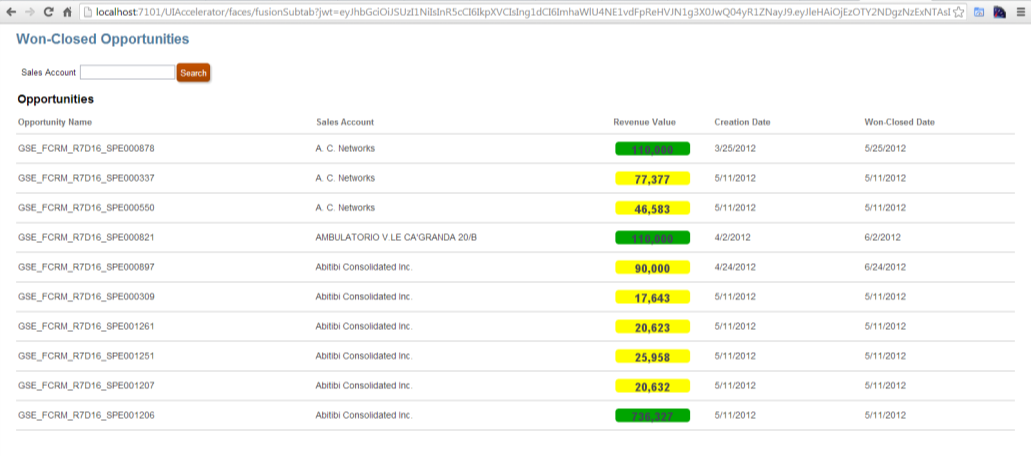 localhost:7101/UIAccelerator/faces/fusionSubtab?jwt=
Won-Closed Opportunities
Sales Account Search
Opportunities
Opportunity Name Sales Account Revenue Value Creation Date Won-Closed Date
GSE_FCRM_R7D16_SPE000878 A. C. Networks 110,000 3/25/2012 5/25/2012
GSE_FCRM_R7D16_SPE000337 A. C. Networks 77,377 5/11/2012 5/11/2012
GSE_FCRM_R7D16_SPE000550 A. C. Networks 46,583 5/11/2012 5/11/2012
GSE_FCRM_R7D16_SPE000821 AMBULATORIO V.LE CA'GRANDA 20/B 110,000 4/2/2012 6/2/2012
GSE_FCRM_R7D16_SPE000897 Abitibi Consolidated Inc. 90,000 4/24/2012 6/24/2012
GSE_FCRM_R7D16_SPE000309 Abitibi Consolidated Inc. 17,643 5/11/2012 5/11/2012
GSE_FCRM_R7D16_SPE001261 Abitibi Consolidated Inc. 20,623 5/11/2012 5/11/2012
GSE_FCRM_R7D16_SPE001251 Abitibi Consolidated Inc. 25,958 5/11/2012 5/11/2012
GSE_FCRM_R7D16_SPE001207 Abitibi Consolidated Inc. 20,632 5/11/2012 5/11/2012
GSE_FCRM_R7D16_SPE001206 Abitibi Consolidated Inc. 736,327 5/11/2012 5/11/2012